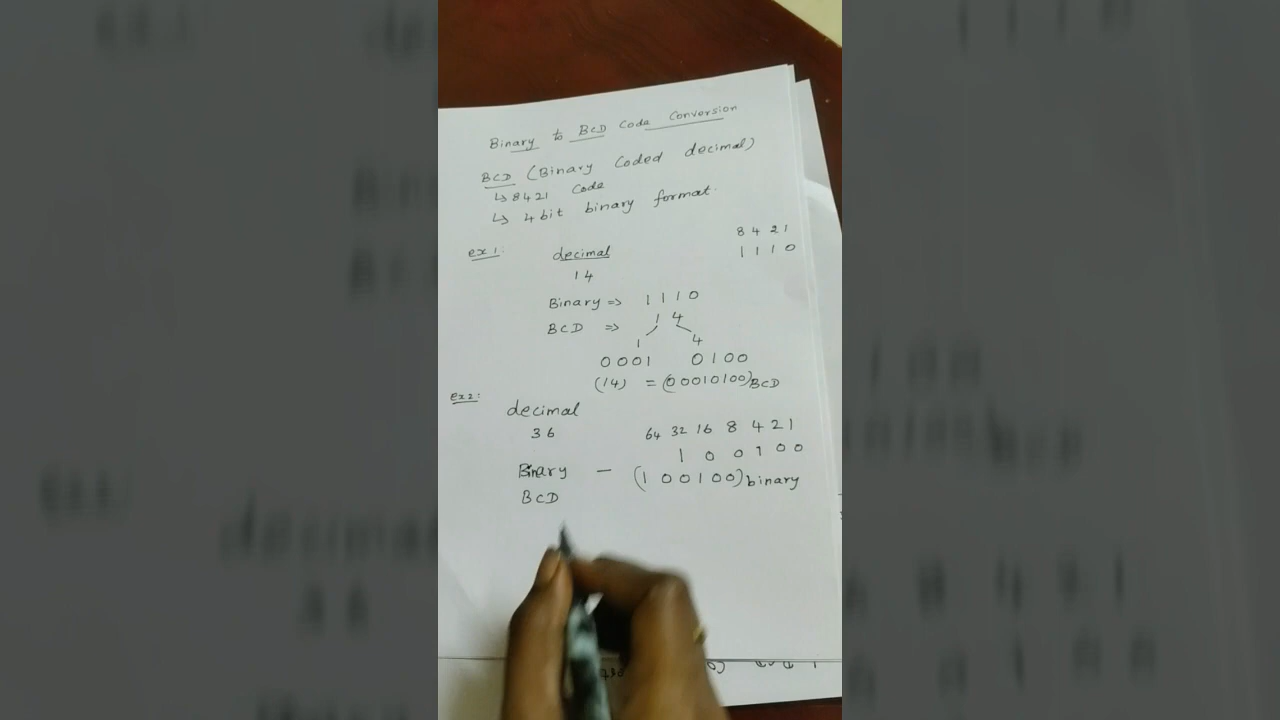 Binary to BCD Code Conversion
BCD (Binary Coded decimal)
↳ 8421 Code
↳ 4 bit binary format.
ex 1: decimal
14
8 4 2 1
1 1 1 0
Binary => 1 1 1 0
BCD => 1 4
1 4
0001 0100
(14) = (00010100)BCD
ex 2: decimal
36
64 32 16 8 4 2 1
1 0 0 1 0 0
Binary - (1 0 0 1 0 0)binary
BCD